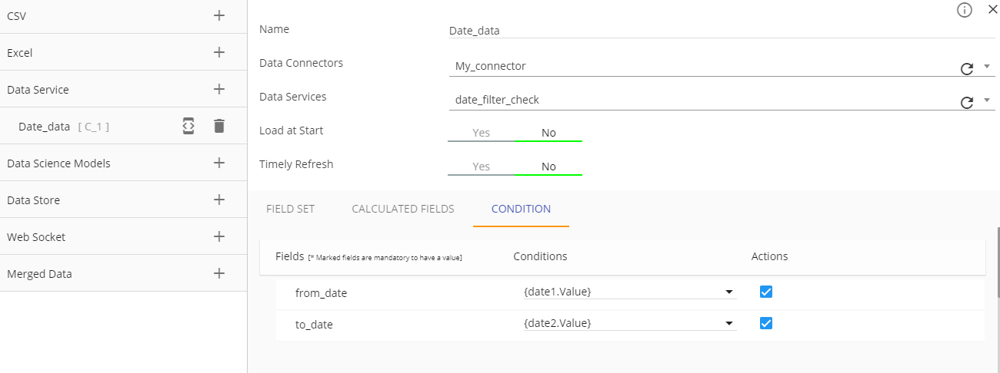 CSV
Excel
Data Service
Date_data [ C_1 ]
Data Science Models
Data Store
Web Socket
Merged Data
Name Date_data
Data Connectors My_connector
Data Services date_filter_check
Load at Start Yes No
Timely Refresh Yes No
FIELD SET CALCULATED FIELDS CONDITION
Fields [* Marked fields are mandatory to have a value] Conditions Actions
from_date {date1.Value}
to_date {date2.Value}